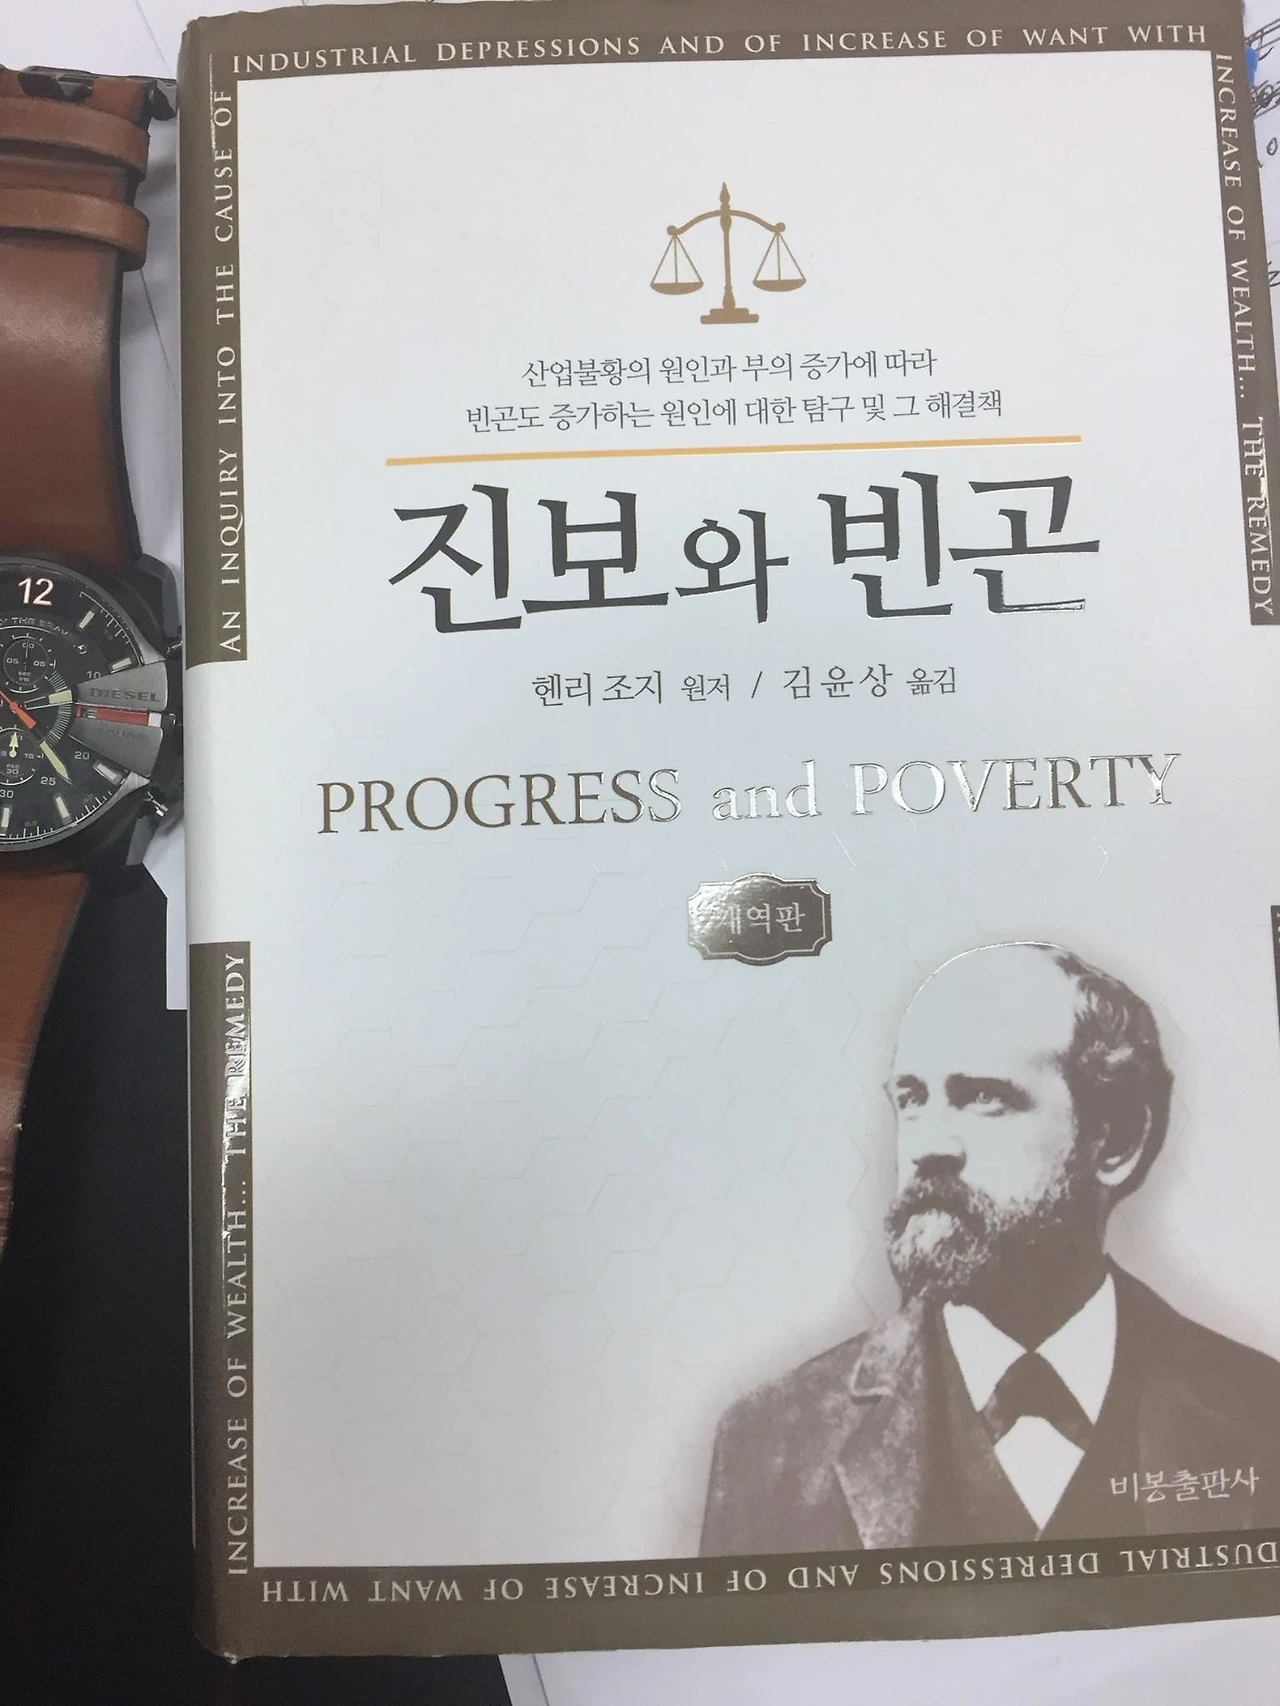 INDUSTRIAL DEPRESSIONS AND OF INCREASE OF WANT WITH
INCREASE OF WEALTH... THE REMEDY
AN INQUIRY INTO THE CAUSE OF
산업불황의 원인과 부의 증가에 따라
빈곤도 증가하는 원인에 대한 탐구 및 그 해결책
진보와 빈곤
헨리 조지 원저 / 김윤상 옮김
PROGRESS and POVERTY
개역판
비봉출판사
INCREASE OF WEALTH... THE REMEDY
DUSTRIAL DEPRESSIONS AND OF INCREASE OF WANT WITH
12
DIESEL
10
20
25
30